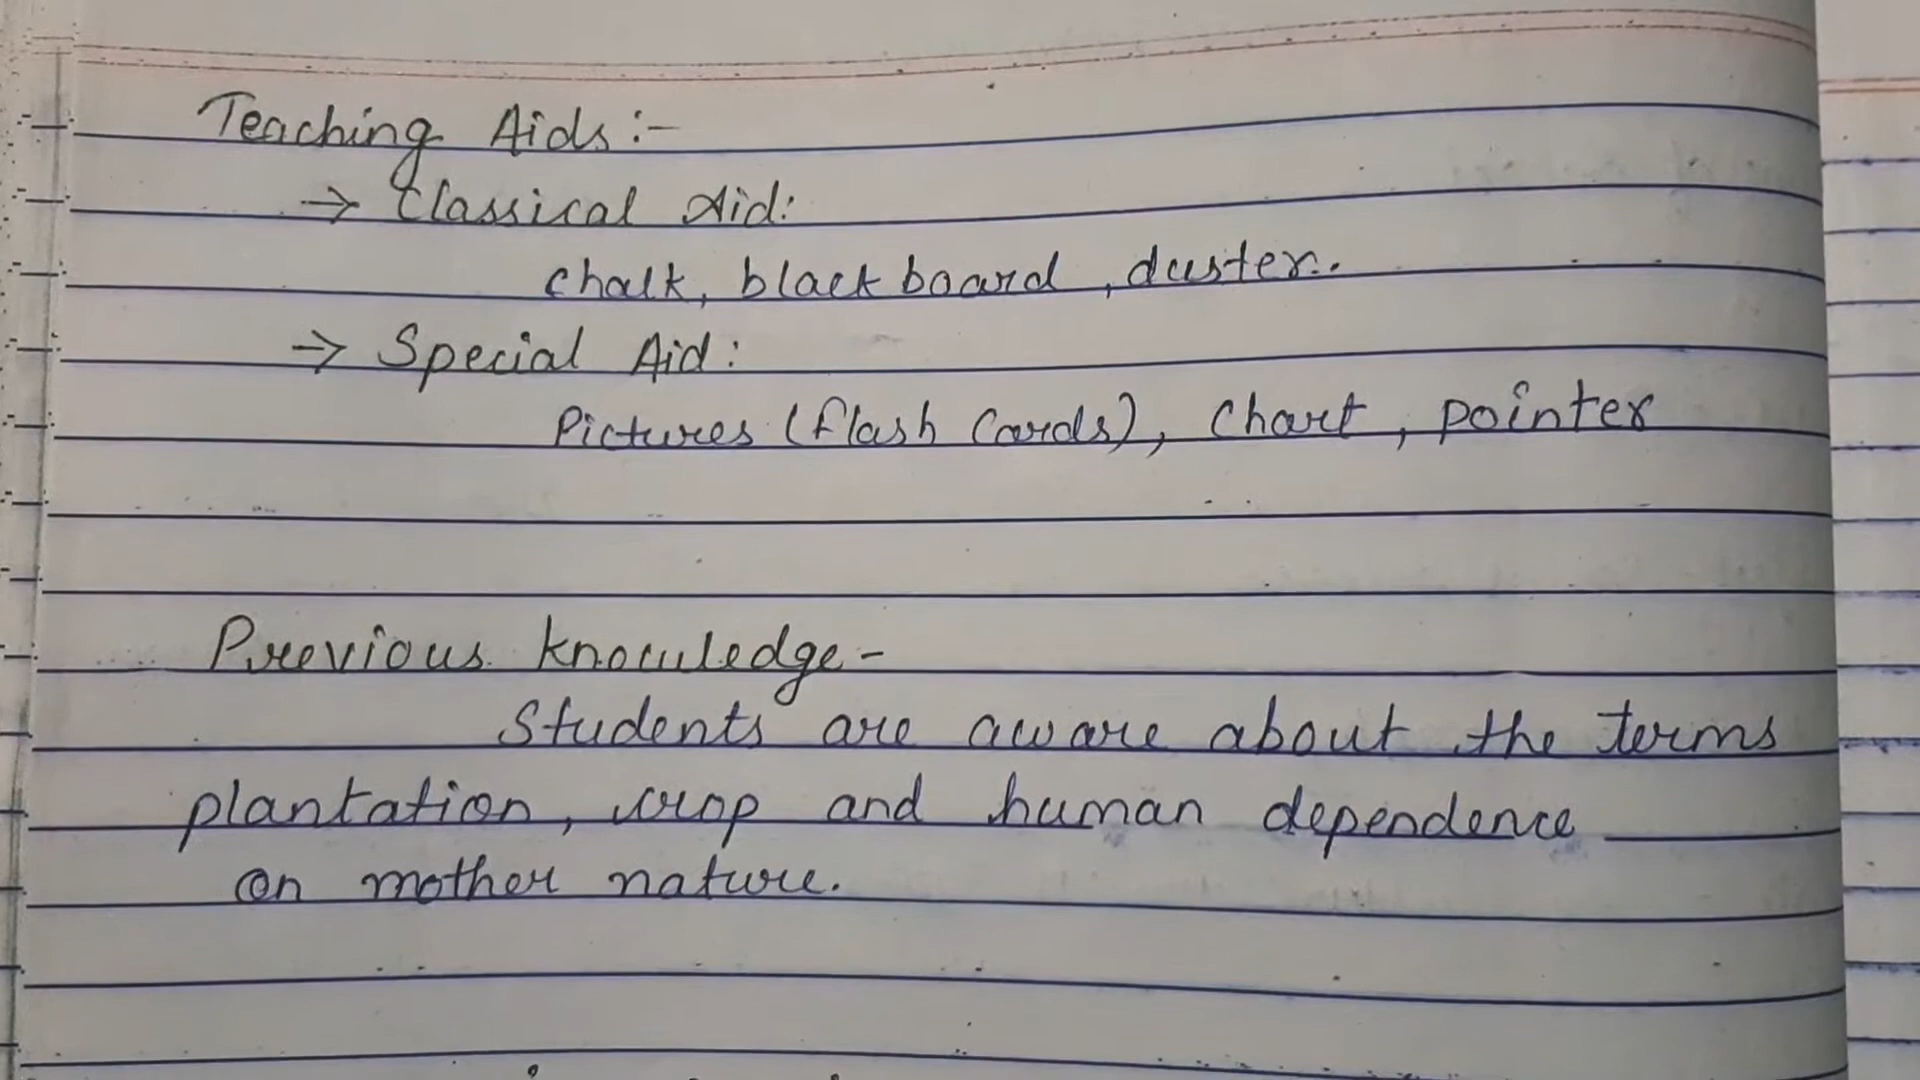 Teaching Aids :-
→ Classical Aid:
chalk, black board, duster..
→ Special Aid:
Pictures (flash Cards), Chart, pointer
Previous knowledge -
Students are aware about the terms
plantation, crop and human dependence
on mother nature.